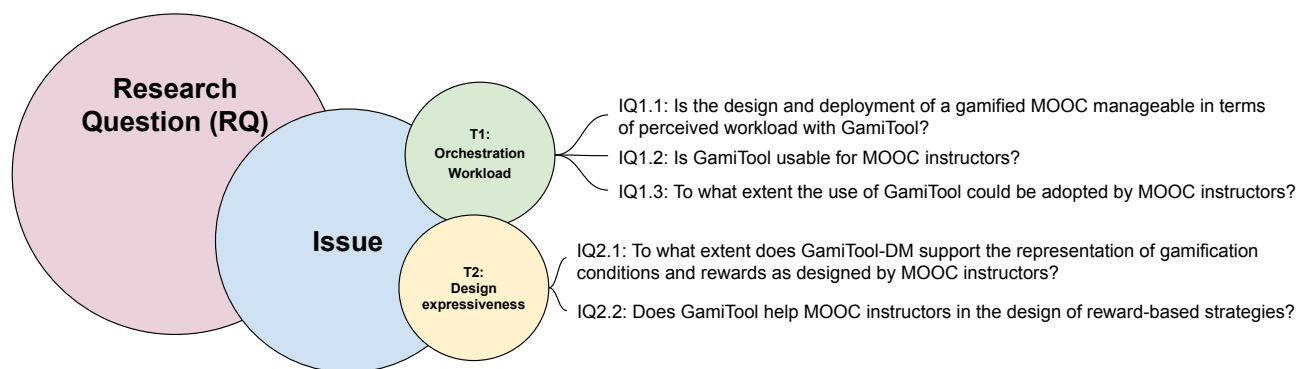 Research
Question (RQ)
Issue
T1:
Orchestration
Workload
IQ1.1: Is the design and deployment of a gamified MOOC manageable in terms
of perceived workload with GamiTool?
IQ1.2: Is GamiTool usable for MOOC instructors?
IQ1.3: To what extent the use of GamiTool could be adopted by MOOC instructors?
T2:
Design
expressiveness
IQ2.1: To what extent does GamiTool-DM support the representation of gamification
conditions and rewards as designed by MOOC instructors?
IQ2.2: Does GamiTool help MOOC instructors in the design of reward-based strategies?